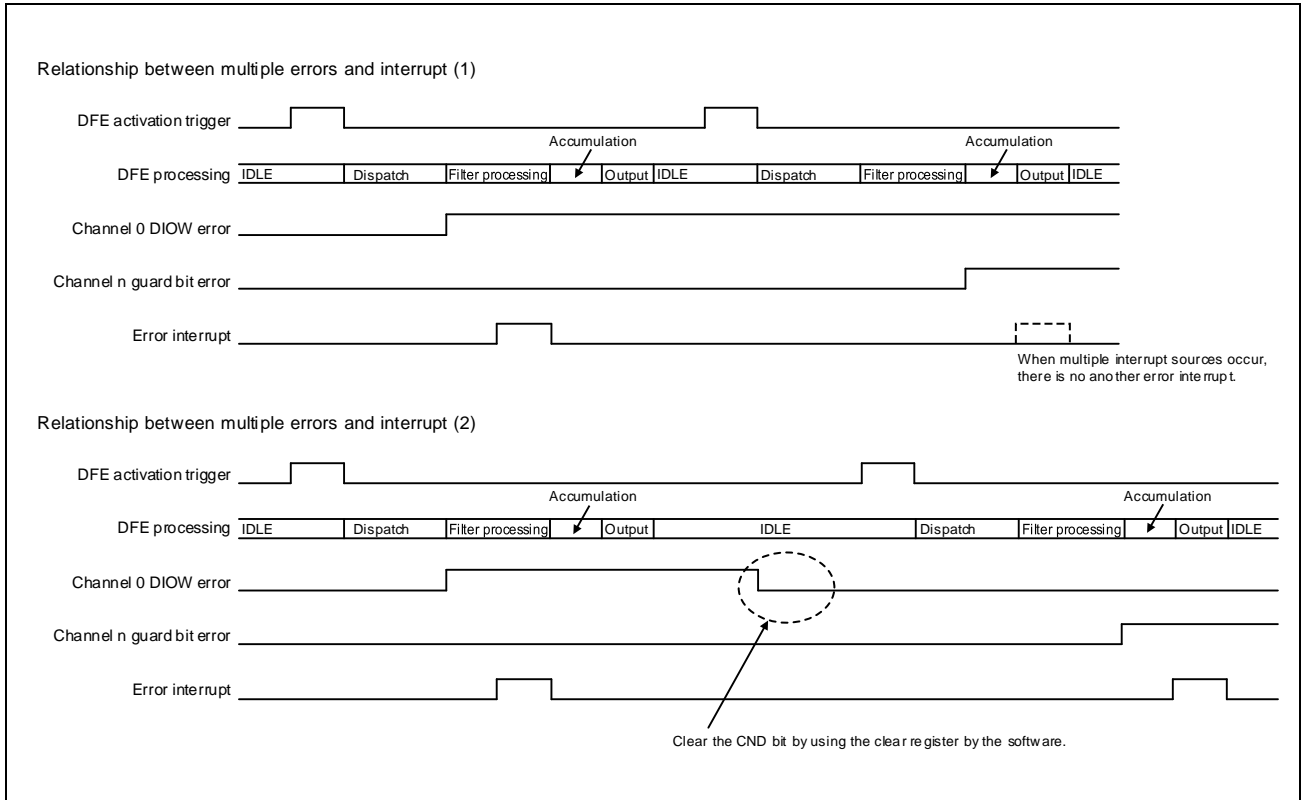 Relationship between multiple errors and interrupt (1)
DFE activation trigger
Accumulation
Accumulation
DFE processing
IDLE
Dispatch
Filter processing
Output
IDLE
Dispatch
Filter processing
Output
IDLE
Channel 0 DIOW error
Channel n guard bit error
Error interrupt
When multiple interrupt sources occur,
there is no another error interrupt.
Relationship between multiple errors and interrupt (2)
DFE activation trigger
Accumulation
Accumulation
DFE processing
IDLE
Dispatch
Filter processing
Output
IDLE
Dispatch
Filter processing
Output
IDLE
Channel 0 DIOW error
Channel n guard bit error
Error interrupt
Clear the CND bit by using the clear register by the software.